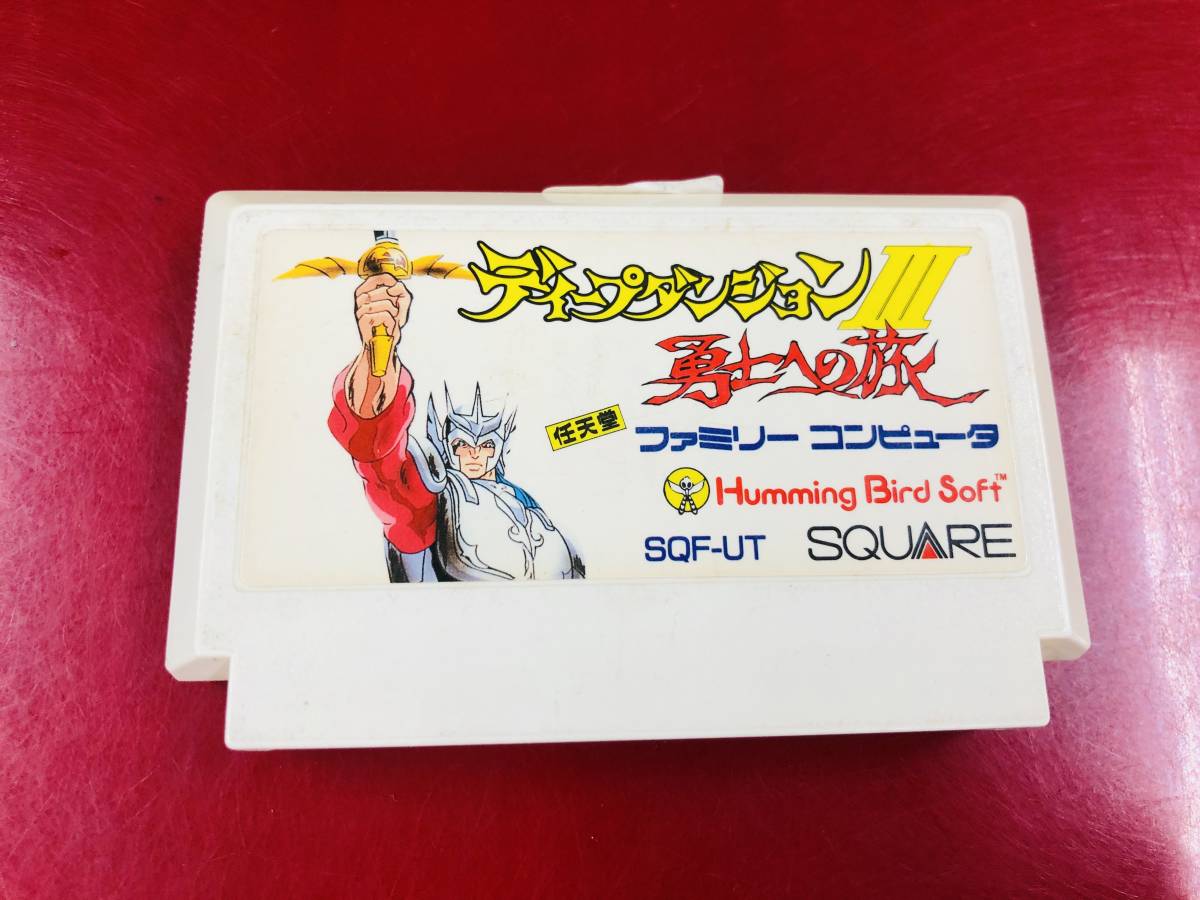 ディープダンジョンIII
勇士への旅
任天堂 ファミリー コンピュータ
Humming Bird Soft™
SQF-UT SQUARE